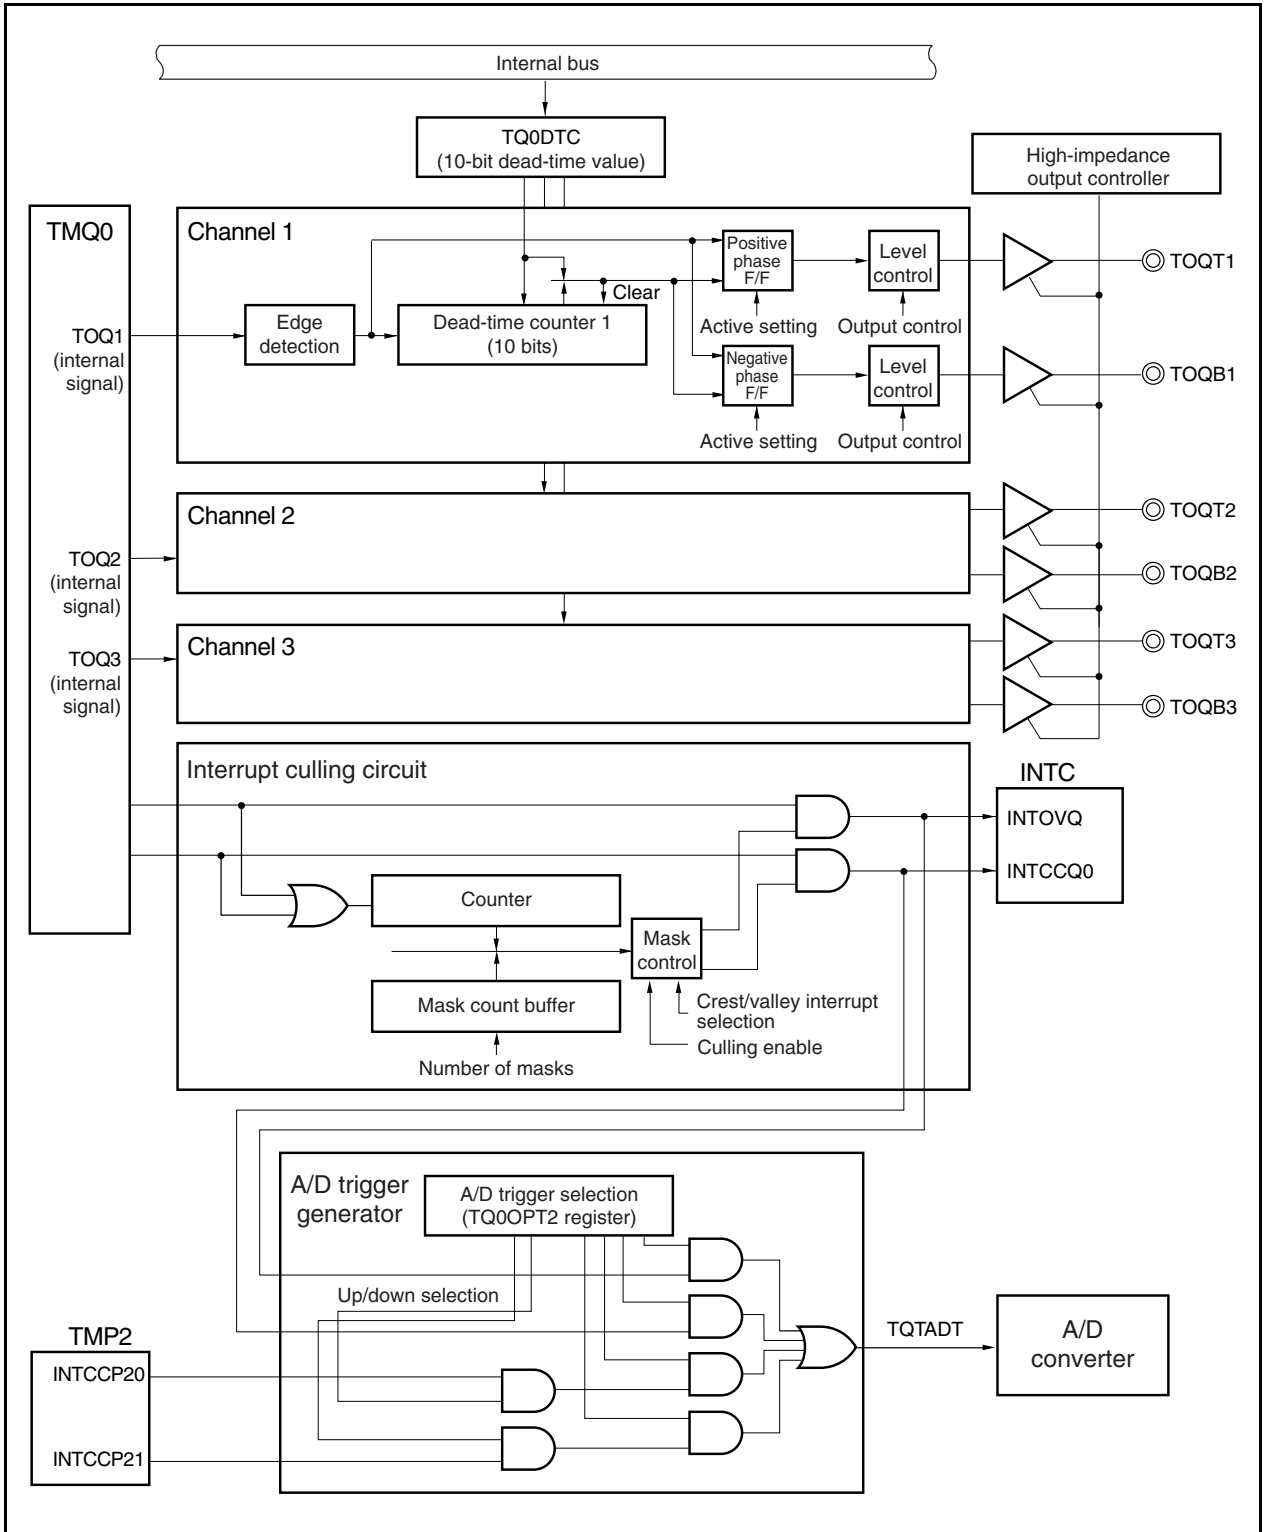 Internal bus
TQ0DTC
(10-bit dead-time value)
High-impedance
output controller
TMQ0
Channel 1
TOQ1
(internal
signal)
Edge
detection
Dead-time counter 1
(10 bits)
Clear
Positive
phase
F/F
Active setting
Level
control
Output control
TOQT1
Negative
phase
F/F
Active setting
Level
control
Output control
TOQB1
Channel 2
TOQ2
(internal
signal)
TOQT2
TOQB2
Channel 3
TOQ3
(internal
signal)
TOQT3
TOQB3
Interrupt culling circuit
INTC
INTOVQ
INTCCQ0
Counter
Mask
control
Mask count buffer
Number of masks
Crest/valley interrupt
selection
Culling enable
A/D trigger
generator
A/D trigger selection
(TQ0OPT2 register)
Up/down selection
TMP2
INTCCP20
INTCCP21
TQTADT
A/D
converter